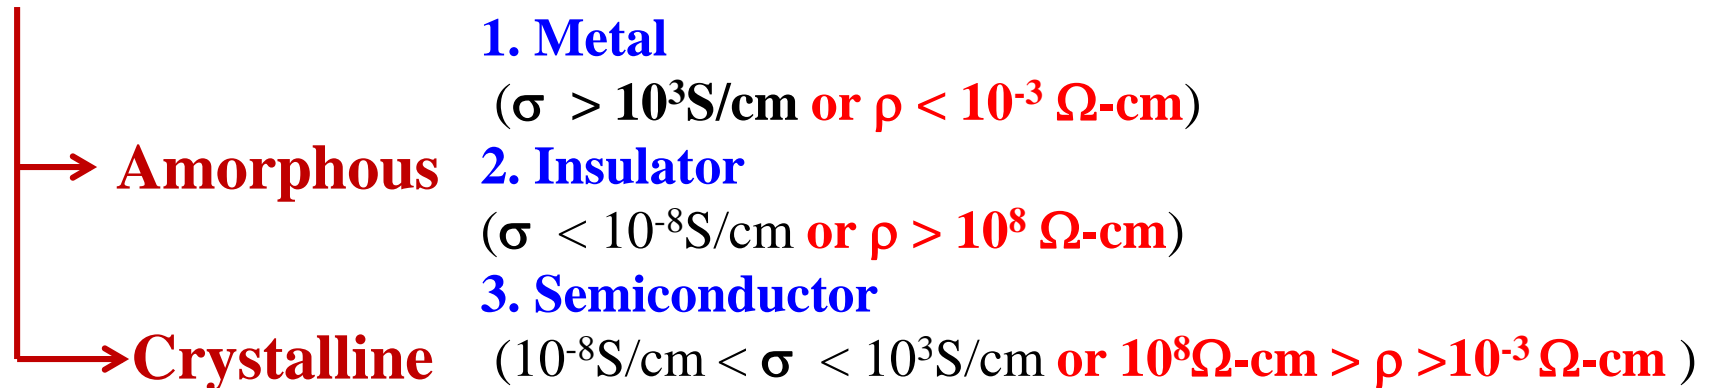 1. Metal
(σ > 10³S/cm or ρ < 10⁻³ Ω-cm)
Amorphous
2. Insulator
(σ < 10⁻⁸S/cm or ρ > 10⁸ Ω-cm)
3. Semiconductor
Crystalline
(10⁻⁸S/cm < σ < 10³S/cm or 10⁸Ω-cm > ρ >10⁻³ Ω-cm )